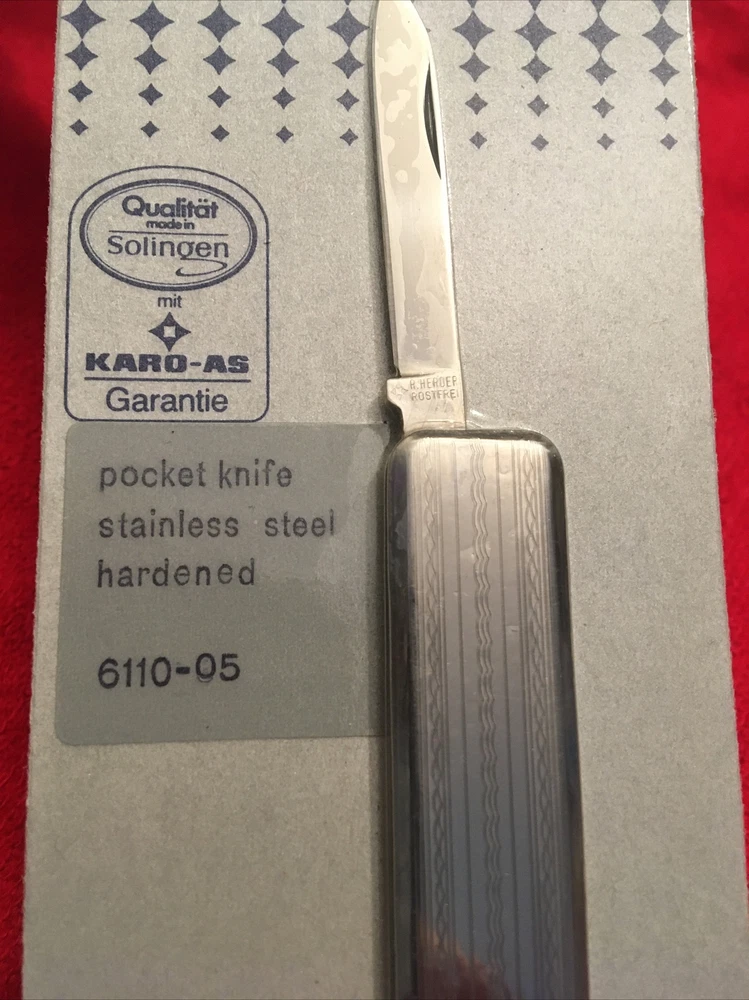 Qualität
made in
Solingen
mit
KARO-AS
Garantie
H. HERDER
ROSTFREI
pocket knife
stainless steel
hardened
6110-05